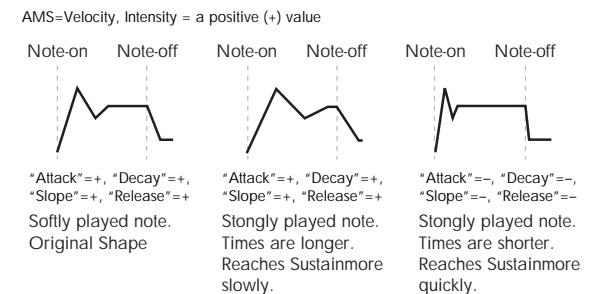 AMS=Velocity, Intensity = a positive (+) value
Note-on Note-off
Note-on Note-off
Note-on Note-off
"Attack"=+, "Decay"=+,
"Slope"=+, "Release"=+
Softly played note.
Original Shape
"Attack"=+, "Decay"=+,
"Slope"=+, "Release"=+
Stongly played note.
Times are longer.
Reaches Sustainmore
slowly.
"Attack"=–, "Decay"=–,
"Slope"=–, "Release"=–
Stongly played note.
Times are shorter.
Reaches Sustainmore
quickly.